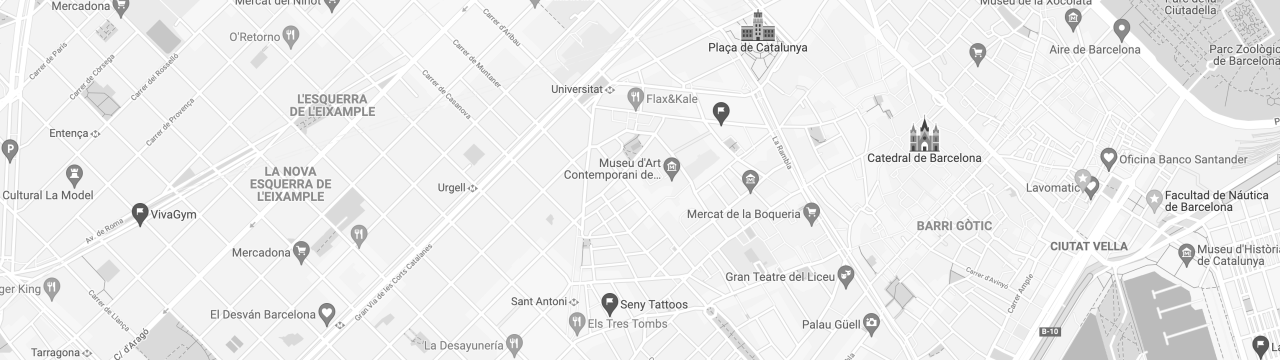 Mercadona
Mercat del Ninot
Museu de la Xocolata
Parc de la
Ciutadella
O'Retorno
Carrer d'Aribau
Plaça de Catalunya
Aire de Barcelona
Parc Zoològic
de Barcelona
Carrer de París
Carrer de Còrsega
Carrer del Rosselló
Carrer de Provença
Carrer de Muntaner
Carrer de Casanova
Universitat
Flax&Kale
L'ESQUERRA
DE L'EIXAMPLE
Entença
La Rambla
Catedral de Barcelona
Oficina Banco Santander
Museu d'Art
Contemporani de…
LA NOVA
ESQUERRA DE
L'EIXAMPLE
Cultural La Model
Urgell
Lavomatic
Facultad de Náutica
de Barcelona
VivaGym
Av. de Roma
Mercat de la Boqueria
BARRI GÒTIC
CIUTAT VELLA
Mercadona
Gran Via de les Corts Catalanes
Museu d'Històri
de Catalunya
Gran Teatre del Liceu
Carrer d'Avinyó
Carrer Ample
ger King
Carrer de Llançà
C/ d'Aragó
El Desván Barcelona
Sant Antoni
Seny Tattoos
Els Tres Tombs
Palau Güell
B-10
La Desayunería
Tarragona
La